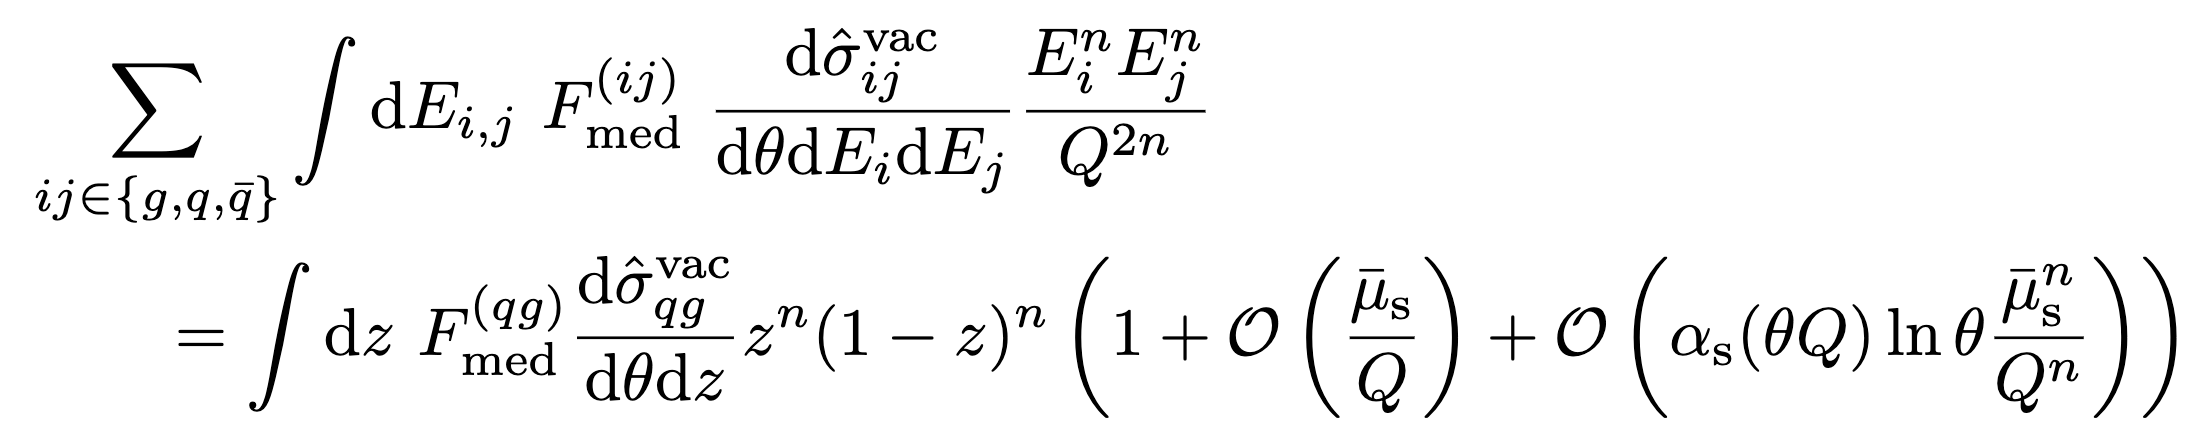 \sum_{ij\in\{g,q,\bar{q}\}} \int \mathrm{d}E_{i,j} \ F_{\mathrm{med}}^{(ij)} \ \frac{\mathrm{d}\hat{\sigma}_{ij}^{\mathrm{vac}}}{\mathrm{d}\theta \mathrm{d}E_i \mathrm{d}E_j} \frac{E_i^n E_j^n}{Q^{2n}}
= \int \mathrm{d}z \ F_{\mathrm{med}}^{(qg)} \frac{\mathrm{d}\hat{\sigma}_{qg}^{\mathrm{vac}}}{\mathrm{d}\theta \mathrm{d}z} z^n (1-z)^n \left( 1 + \mathcal{O}\left( \frac{\bar{\mu}_{\mathrm{s}}}{Q} \right) + \mathcal{O}\left( \alpha_{\mathrm{s}}(\theta Q) \ln\theta \frac{\bar{\mu}_{\mathrm{s}}^n}{Q^n} \right) \right)